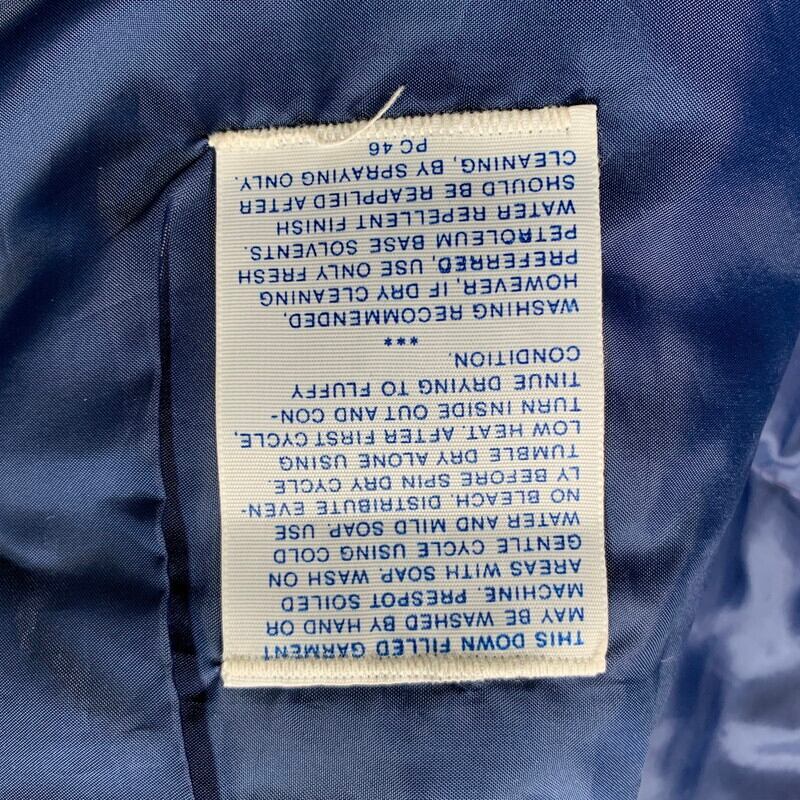 THIS DOWN FILLED GARMENT
MAY BE WASHED BY HAND OR
MACHINE. PRESPOT SOILED
AREAS WITH SOAP. WASH ON
GENTLE CYCLE USING COLD
WATER AND MILD SOAP. USE
NO BLEACH. DISTRIBUTE EVEN-
LY BEFORE SPIN DRY CYCLE.
TUMBLE DRY ALONE USING
LOW HEAT. AFTER FIRST CYCLE,
TURN INSIDE OUT AND CON-
TINUE DRYING TO FLUFFY
CONDITION.
***
WASHING RECOMMENDED,
HOWEVER, IF DRY CLEANING
PREFERRED, USE ONLY FRESH
PETROLEUM BASE SOLVENTS.
WATER REPELLENT FINISH
SHOULD BE REAPPLIED AFTER
CLEANING, BY SPRAYING ONLY.
PC 46